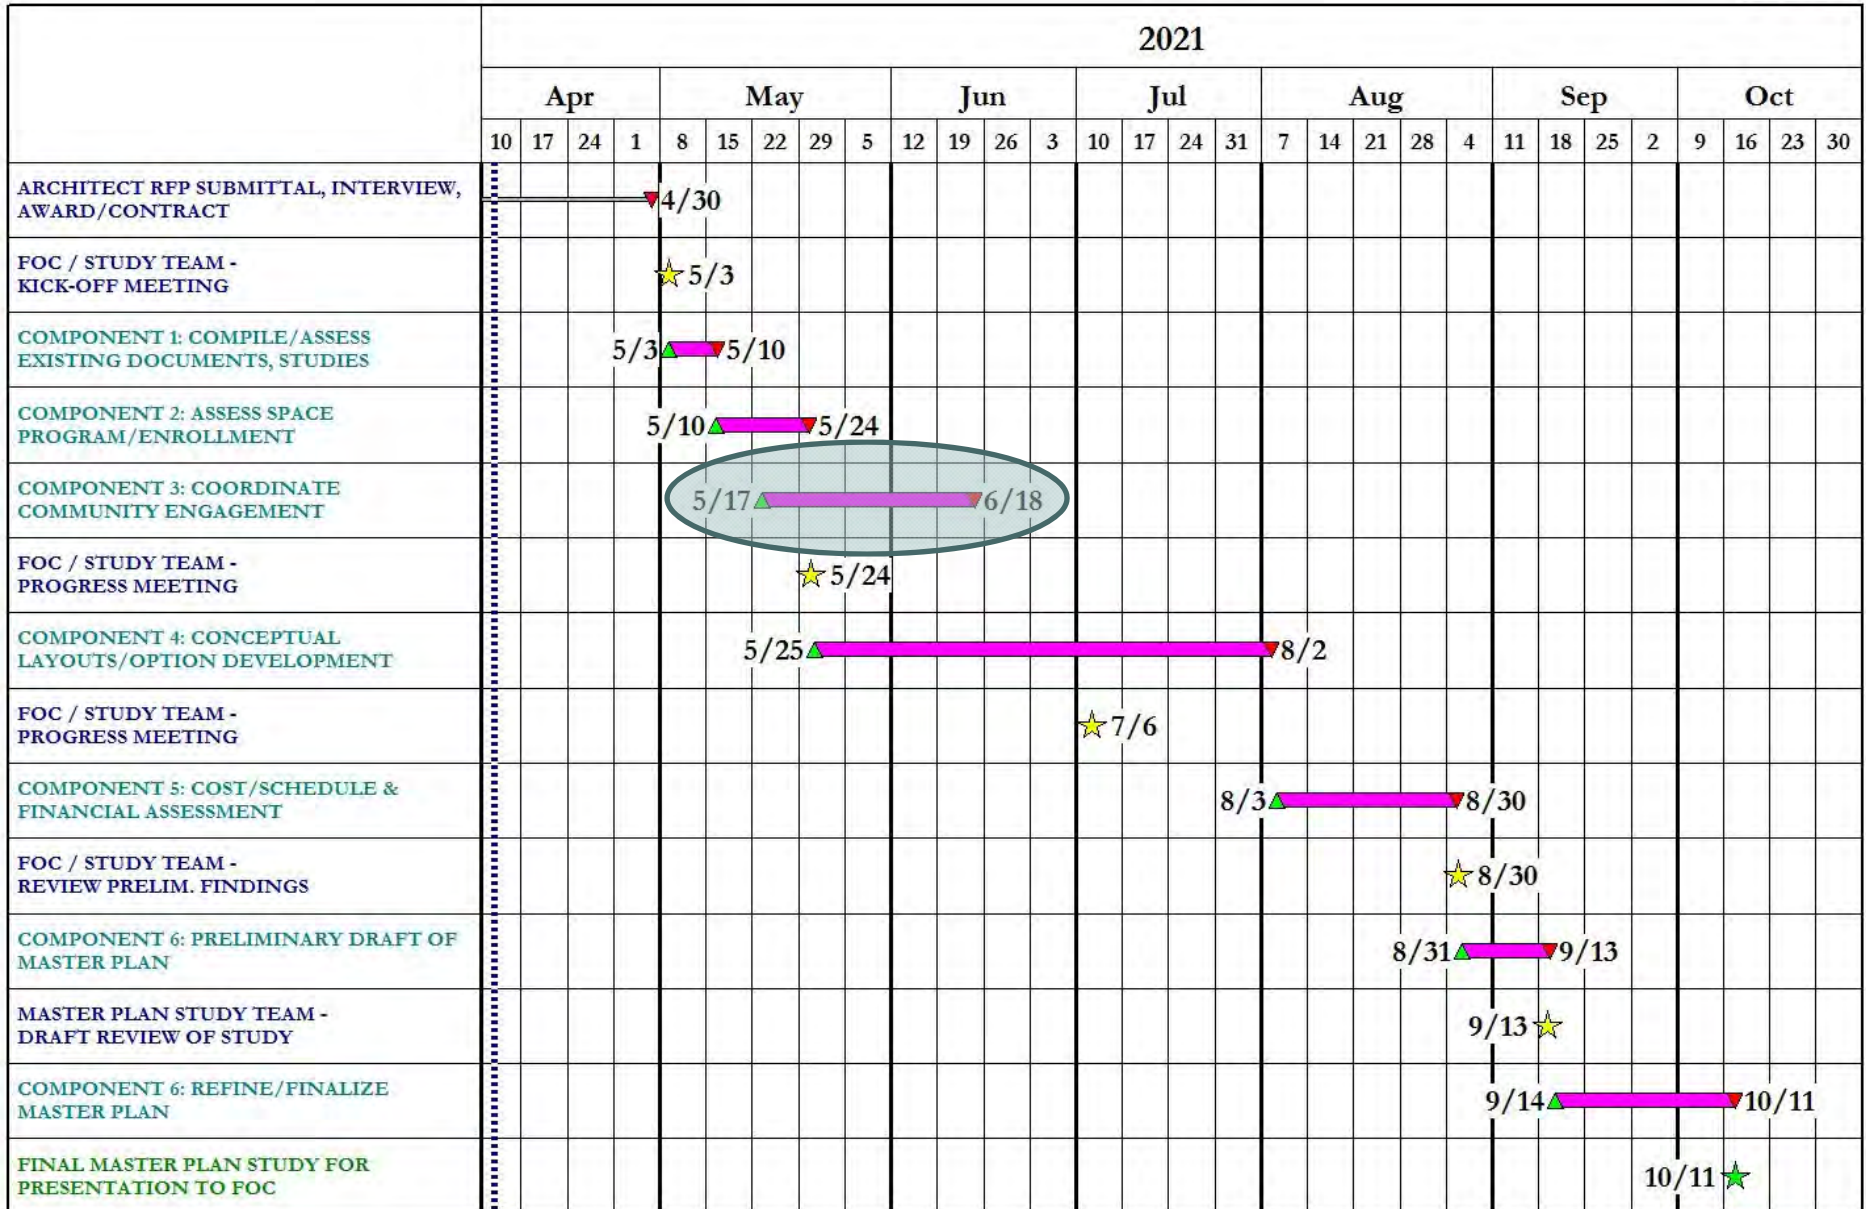 2021
Apr May Jun Jul Aug Sep Oct
10 17 24 1 8 15 22 29 5 12 19 26 3 10 17 24 31 7 14 21 28 4 11 18 25 2 9 16 23 30
ARCHITECT RFP SUBMITTAL, INTERVIEW,
AWARD/CONTRACT
4/30
FOC / STUDY TEAM -
KICK-OFF MEETING
5/3
COMPONENT 1: COMPILE/ASSESS
EXISTING DOCUMENTS, STUDIES
5/3 5/10
COMPONENT 2: ASSESS SPACE
PROGRAM/ENROLLMENT
5/10 5/24
COMPONENT 3: COORDINATE
COMMUNITY ENGAGEMENT
5/17 6/18
FOC / STUDY TEAM -
PROGRESS MEETING
5/24
COMPONENT 4: CONCEPTUAL
LAYOUTS/OPTION DEVELOPMENT
5/25 8/2
FOC / STUDY TEAM -
PROGRESS MEETING
7/6
COMPONENT 5: COST/SCHEDULE &
FINANCIAL ASSESSMENT
8/3 8/30
FOC / STUDY TEAM -
REVIEW PRELIM. FINDINGS
8/30
COMPONENT 6: PRELIMINARY DRAFT OF
MASTER PLAN
8/31 9/13
MASTER PLAN STUDY TEAM -
DRAFT REVIEW OF STUDY
9/13
COMPONENT 6: REFINE/FINALIZE
MASTER PLAN
9/14 10/11
FINAL MASTER PLAN STUDY FOR
PRESENTATION TO FOC
10/11